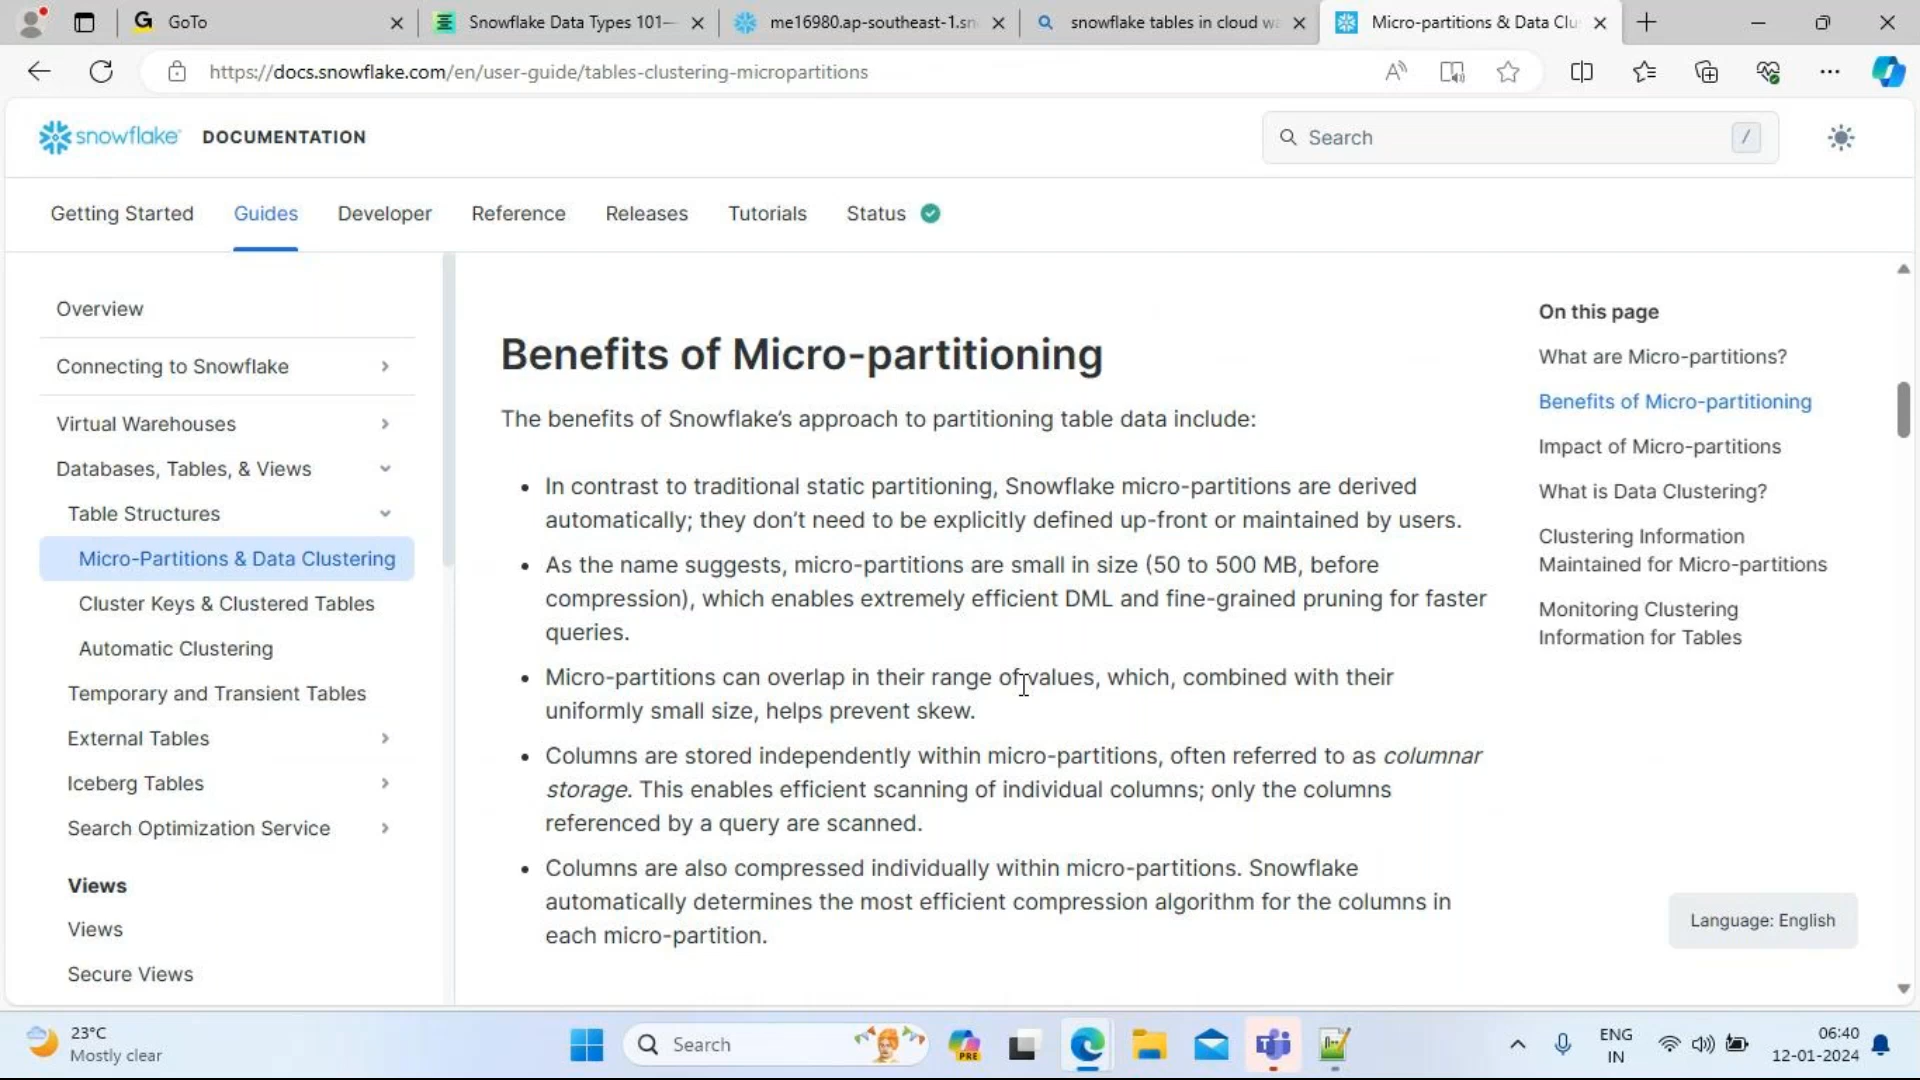 GoTo
Snowflake Data Types 101—
me16980.ap-southeast-1.sn
snowflake tables in cloud wa
Micro-partitions & Data Clu
https://docs.snowflake.com/en/user-guide/tables-clustering-micropartitions
snowflake DOCUMENTATION
Search
/
Getting Started
Guides
Developer
Reference
Releases
Tutorials
Status
Overview
Connecting to Snowflake
Virtual Warehouses
Databases, Tables, & Views
Table Structures
Micro-Partitions & Data Clustering
Cluster Keys & Clustered Tables
Automatic Clustering
Temporary and Transient Tables
External Tables
Iceberg Tables
Search Optimization Service
Views
Views
Secure Views
Benefits of Micro-partitioning
The benefits of Snowflake’s approach to partitioning table data include:
• In contrast to traditional static partitioning, Snowflake micro-partitions are derived
automatically; they don’t need to be explicitly defined up-front or maintained by users.
• As the name suggests, micro-partitions are small in size (50 to 500 MB, before
compression), which enables extremely efficient DML and fine-grained pruning for faster
queries.
• Micro-partitions can overlap in their range of values, which, combined with their
uniformly small size, helps prevent skew.
• Columns are stored independently within micro-partitions, often referred to as columnar
storage. This enables efficient scanning of individual columns; only the columns
referenced by a query are scanned.
• Columns are also compressed individually within micro-partitions. Snowflake
automatically determines the most efficient compression algorithm for the columns in
each micro-partition.
On this page
What are Micro-partitions?
Benefits of Micro-partitioning
Impact of Micro-partitions
What is Data Clustering?
Clustering Information
Maintained for Micro-partitions
Monitoring Clustering
Information for Tables
Language: English
23°C
Mostly clear
Search
PRE
ENG
IN
06:40
12-01-2024